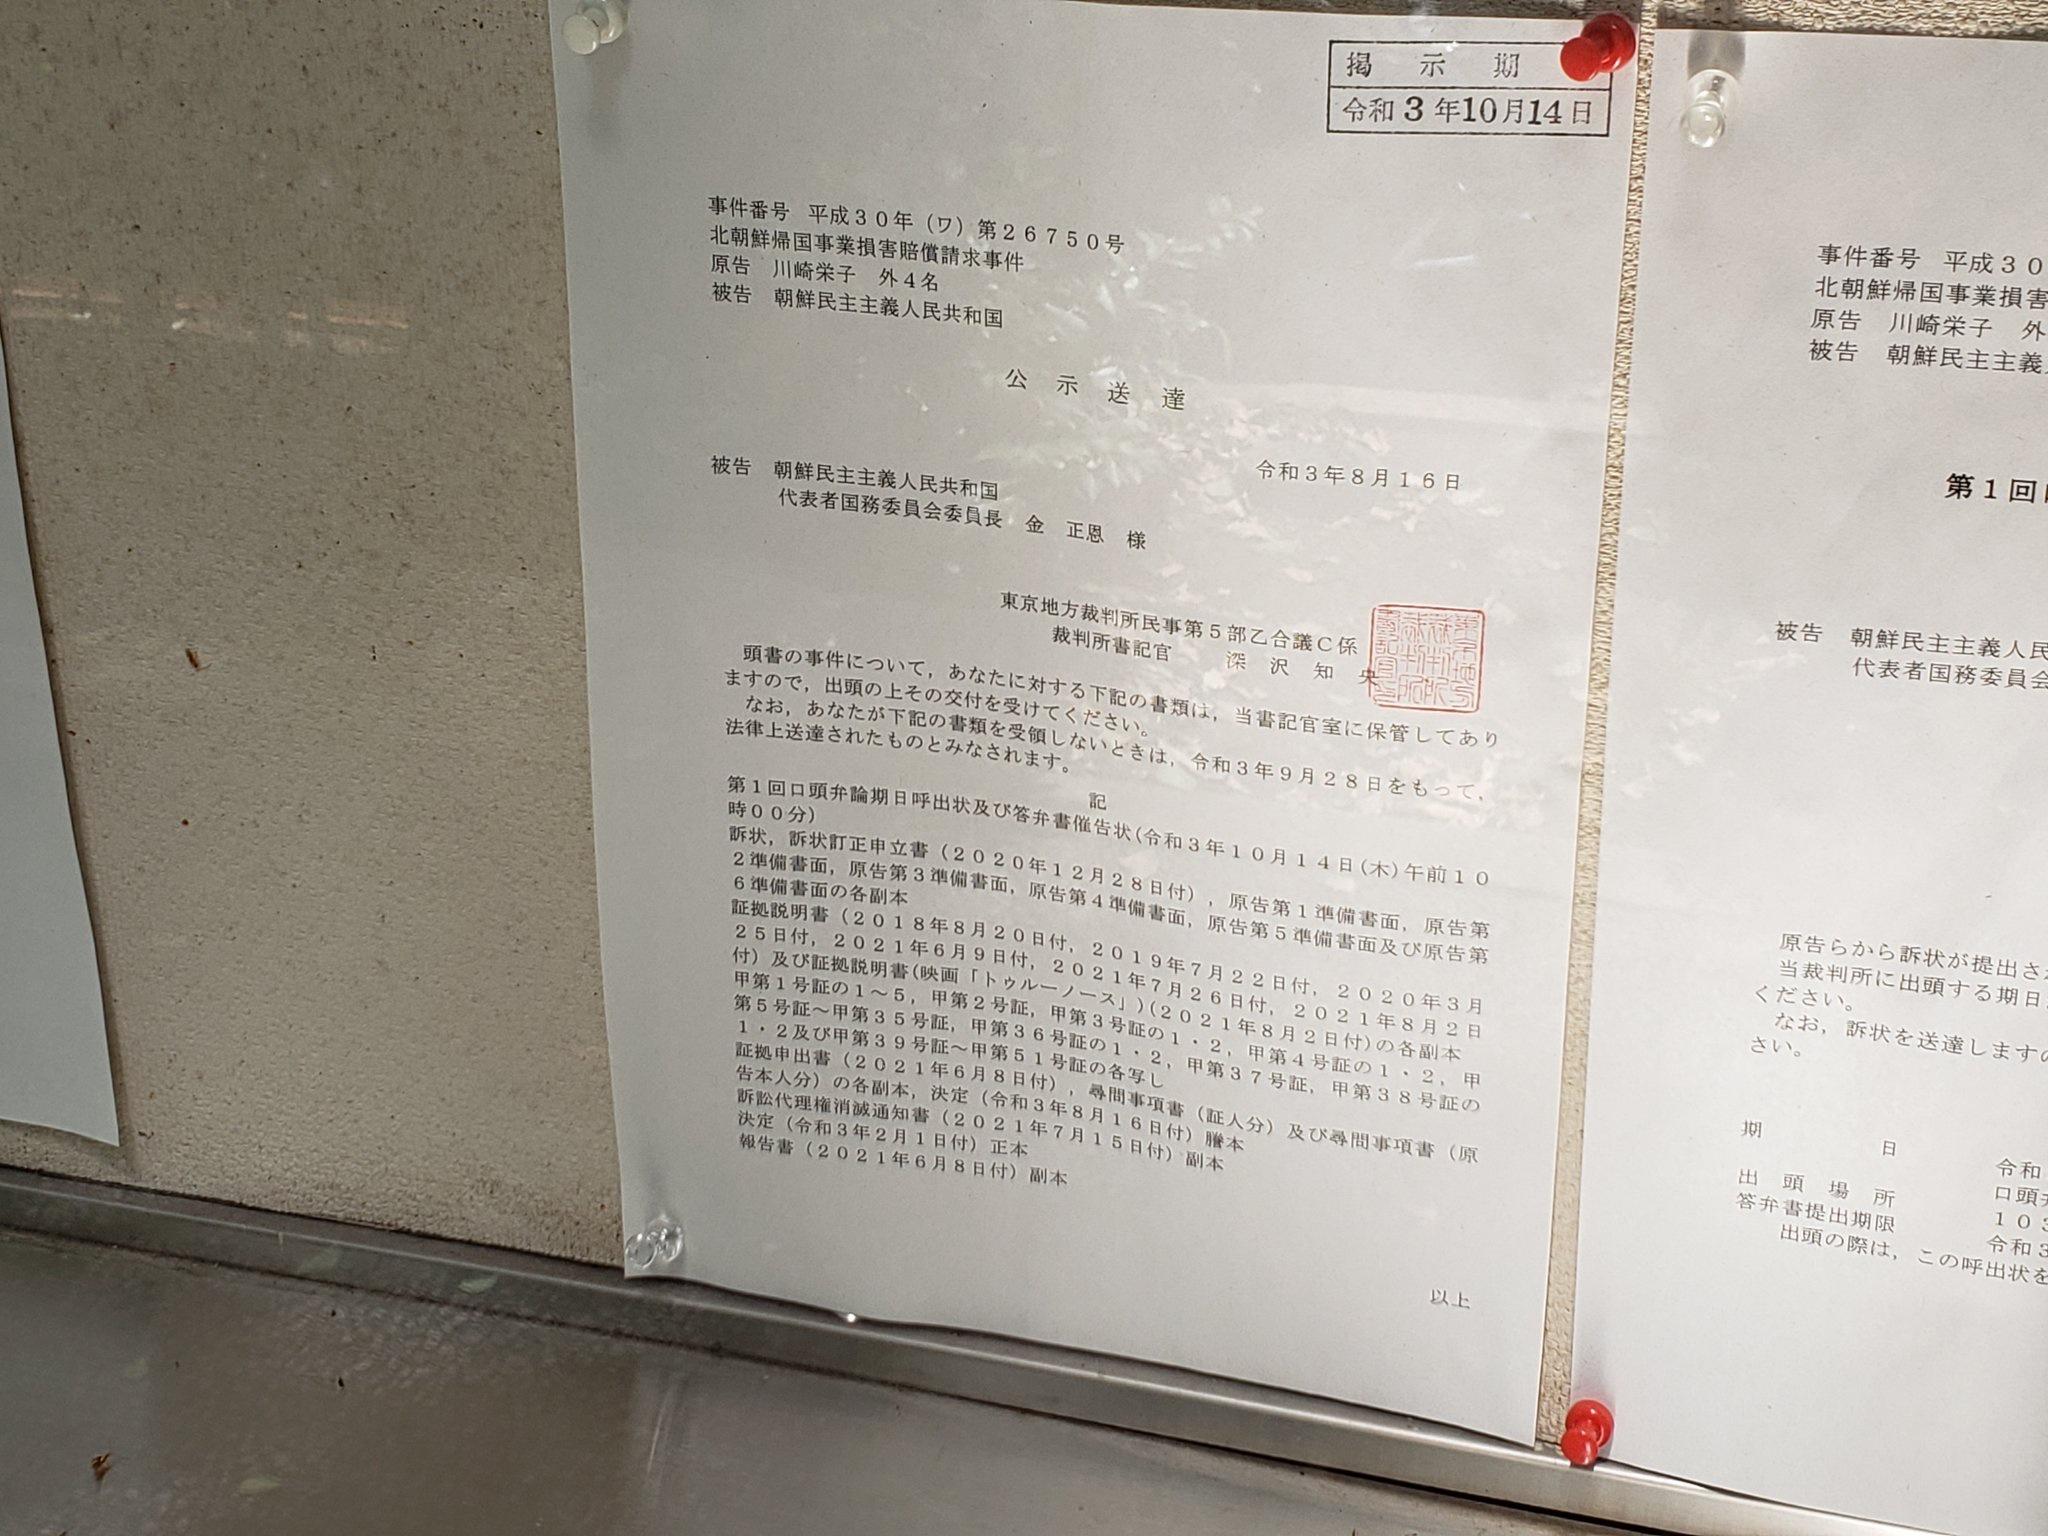 掲示期
令和3年10月14日
事件番号 平成30年(ワ)第26750号
北朝鮮帰国事業損害賠償請求事件
原告 川崎栄子 外4名
被告 朝鮮民主主義人民共和国
公示送達
令和3年8月16日
被告 朝鮮民主主義人民共和国
代表者国務委員会委員長 金 正恩 様
東京地方裁判所民事第5部乙合議C係
裁判所書記官 深沢知央
頭書の事件について,あなたに対する下記の書類は,当書記官室に保管してあり
ますので,出頭の上その交付を受けてください。
なお,あなたが下記の書類を受領しないときは,令和3年9月28日をもって,
法律上送達されたものとみなされます。
記
第1回口頭弁論期日呼出状及び答弁書催告状(令和3年10月14日(木)午前10
時00分)
訴状,訴状訂正申立書(2020年12月28日付),原告第1準備書面,原告第
2準備書面,原告第3準備書面,原告第4準備書面,原告第5準備書面及び原告第
6準備書面の各副本
証拠説明書(2018年8月20日付,2019年7月22日付,2020年3月
25日付,2021年6月9日付,2021年7月26日付,2021年8月2日
付)及び証拠説明書(映画「トゥルーノース」)(2021年8月2日付)の各副本
甲第1号証の1~5,甲第2号証,甲第3号証の1・2,甲第4号証の1・2,甲
第5号証~甲第35号証,甲第36号証の1・2,甲第37号証,甲第38号証の
1・2及び甲第39号証~甲第51号証の各写し
証拠申出書(2021年6月8日付),尋問事項書(証人分)及び尋問事項書(原
告本人分)の各副本,決定(令和3年8月16日付)謄本
訴訟代理権消滅通知書(2021年7月15日付)副本
決定(令和3年2月1日付)正本
報告書(2021年6月8日付)副本
以上
事件番号 平成30
北朝鮮帰国事業損害
原告 川崎栄子 外
被告 朝鮮民主主義
第1回
被告 朝鮮民主主義人
代表者国務委員会
原告らから訴状が提出さ
当裁判所に出頭する期日
ください。
なお,訴状を送達しますの
さい。
期日 令和
出頭場所 口頭弁
103
答弁書提出期限 令和3
出頭の際は,この呼出状を